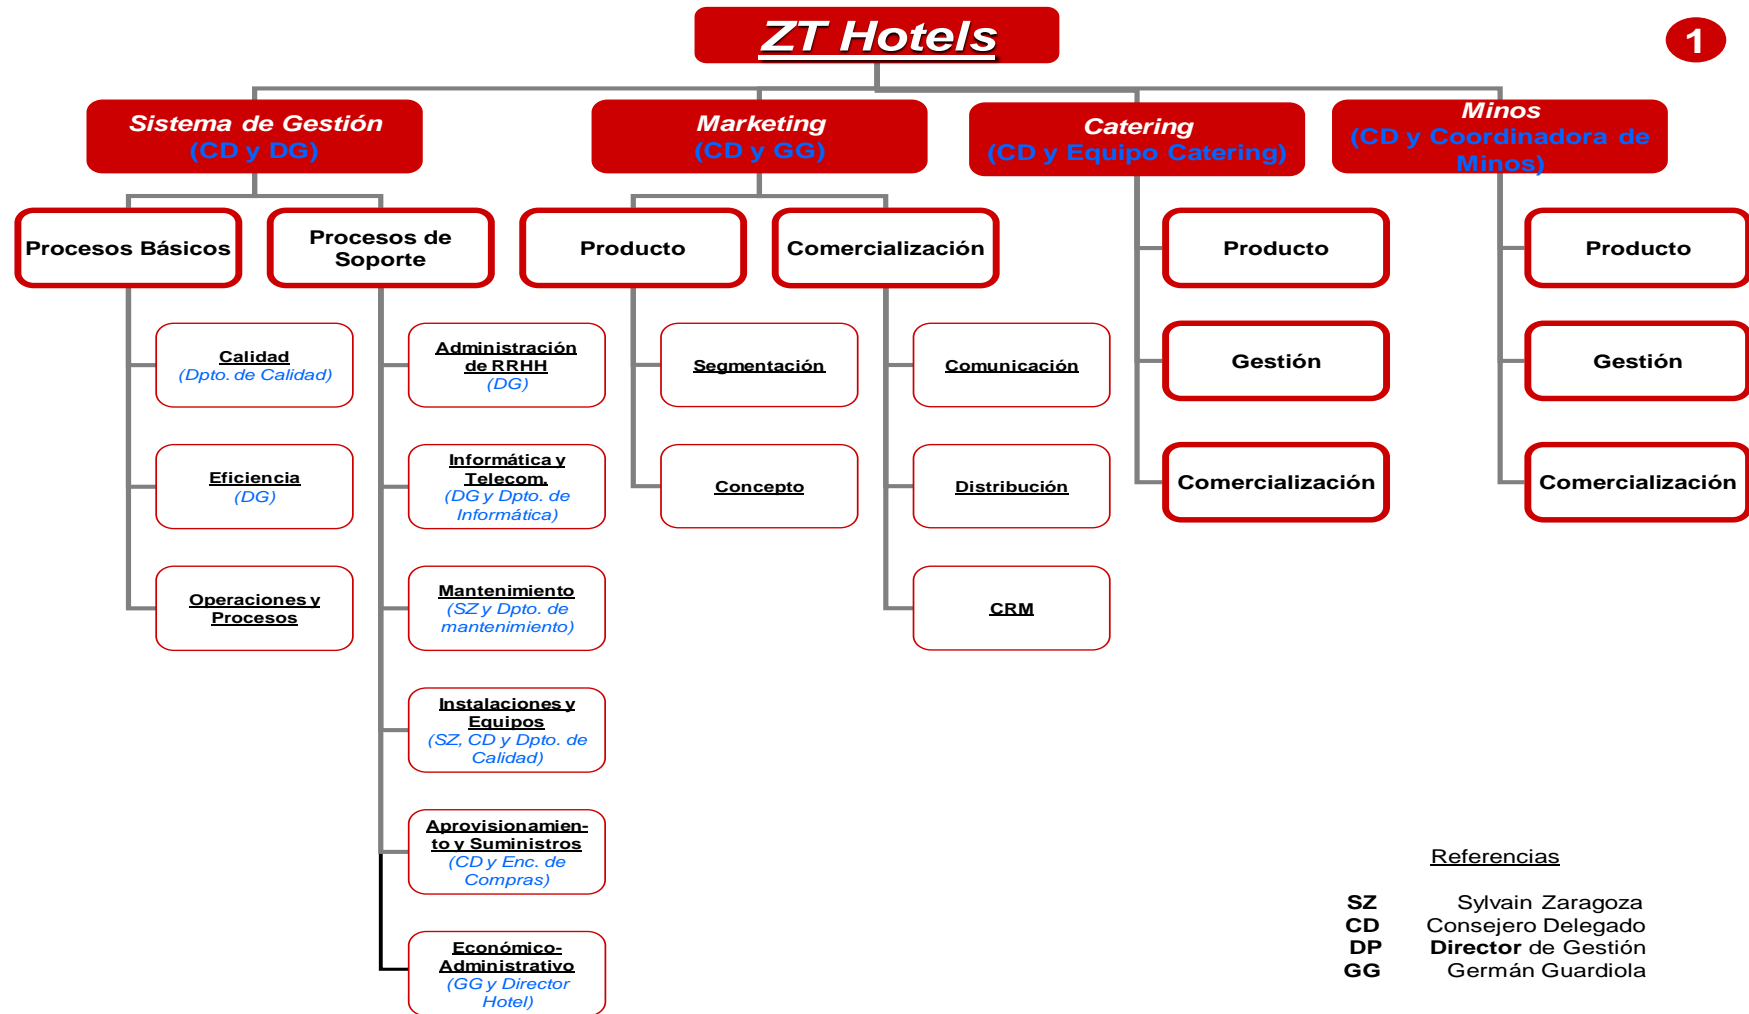 ZT Hotels
1
Sistema de Gestión
(CD y DG)
Marketing
(CD y GG)
Catering
(CD y Equipo Catering)
Minos
(CD y Coordinadora de
Minos)
Procesos Básicos
Procesos de
Soporte
Producto
Comercialización
Producto
Producto
Calidad
(Dpto. de Calidad)
Administración
de RRHH
(DG)
Segmentación
Comunicación
Gestión
Gestión
Eficiencia
(DG)
Informática y
Telecom.
(DG y Dpto. de
Informática)
Concepto
Distribución
Comercialización
Comercialización
Operaciones y
Procesos
Mantenimiento
(SZ y Dpto. de
mantenimiento)
CRM
Instalaciones y
Equipos
(SZ, CD y Dpto. de
Calidad)
Aprovisionamien-
to y Suministros
(CD y Enc. de
Compras)
Económico-
Administrativo
(GG y Director
Hotel)
Referencias
SZ Sylvain Zaragoza
CD Consejero Delegado
DP Director de Gestión
GG Germán Guardiola